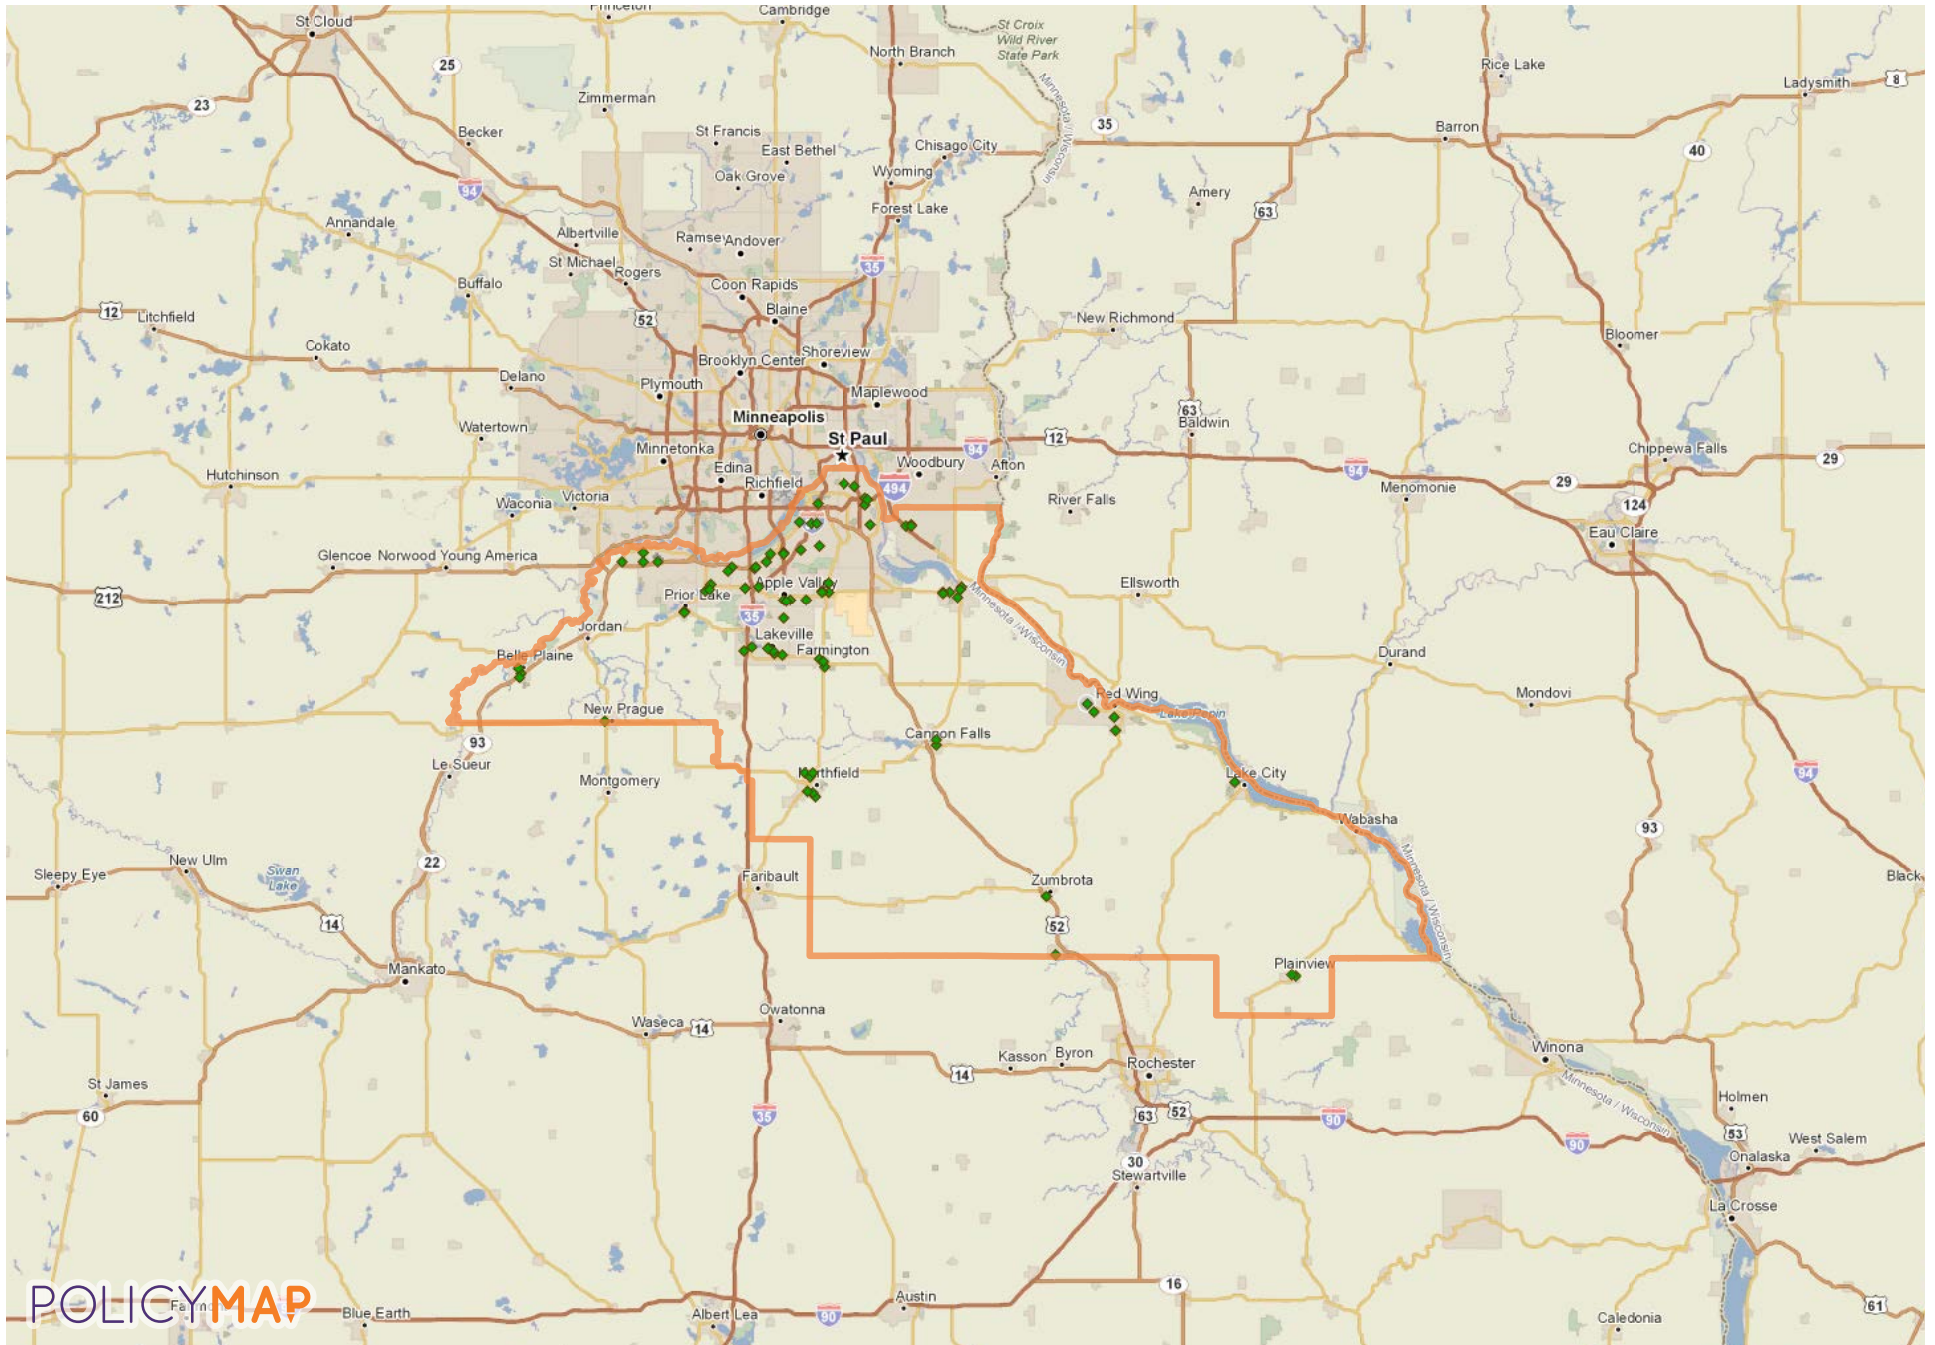 Princeton
Cambridge
St Cloud
St Croix
Wild River
State Park
North Branch
25
Rice Lake
Ladysmith
8
Zimmerman
23
Minnesota / Wisconsin
35
Becker
St Francis
Barron
East Bethel
Chisago City
40
Oak Grove
Wyoming
94
Amery
63
Annandale
Forest Lake
Albertville
Ramsey
Andover
St Michael
Rogers
35
Buffalo
Coon Rapids
12
Litchfield
52
Blaine
New Richmond
Bloomer
Cokato
Brooklyn Center
Shoreview
Delano
Plymouth
Maplewood
Minneapolis
63
Baldwin
Watertown
St Paul
94
12
Minnetonka
Chippewa Falls
29
Hutchinson
Edina
Woodbury
Afton
94
Richfield
494
29
Menomonie
Waconia
Victoria
River Falls
124
Eau Claire
Glencoe
Norwood Young America
212
Apple Valley
Ellsworth
Prior Lake
35
Minnesota / Wisconsin
Jordan
Lakeville
Belle Plaine
Farmington
Durand
Red Wing
Mondovi
New Prague
Lake Pepin
93
Cannon Falls
Le Sueur
Northfield
Lake City
94
Montgomery
Wabasha
93
New Ulm
22
Minnesota / Wisconsin
Sleepy Eye
Swan
Lake
Faribault
Zumbrota
Black
14
52
Mankato
Plainview
Owatonna
Waseca
14
Kasson
Byron
Winona
14
Rochester
St James
Minnesota / Wisconsin
Holmen
60
35
63
52
90
53
90
West Salem
Onalaska
30
Stewartville
La Crosse
16
POLICYMAP
Blue Earth
Albert Lea
90
Austin
61
Caledonia